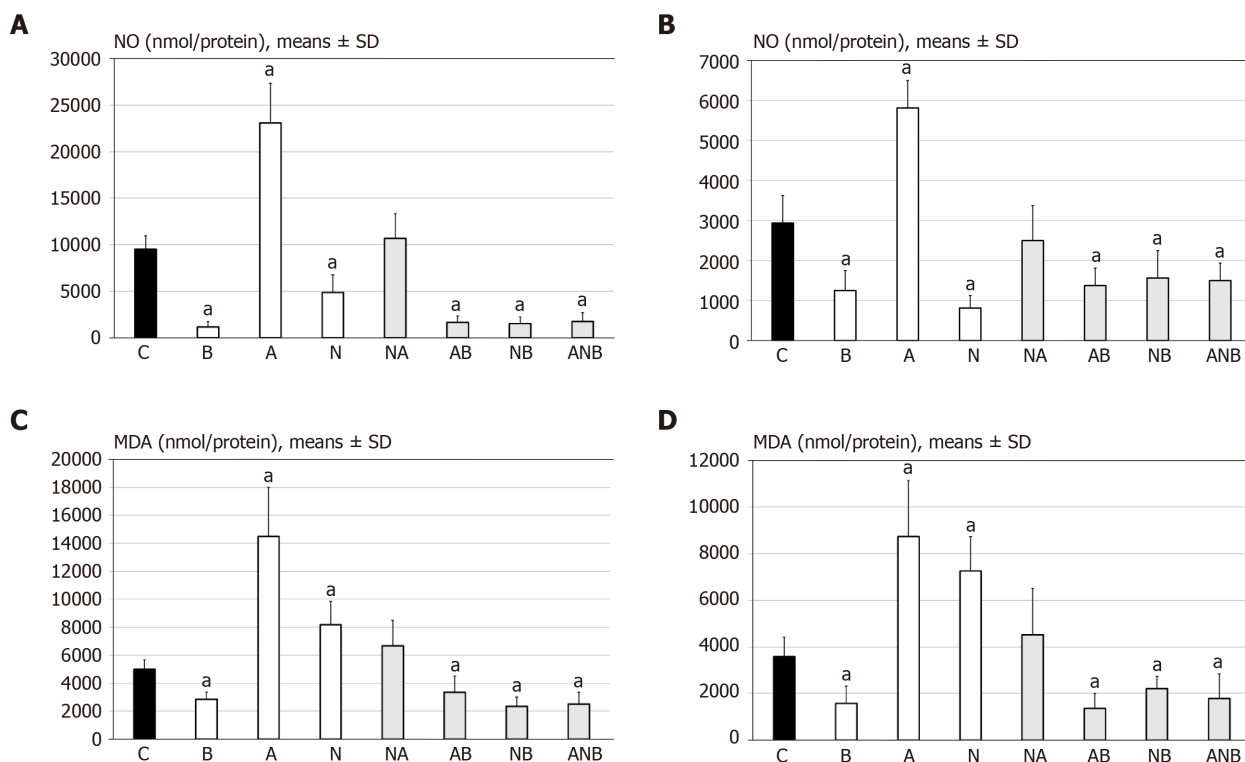 A
NO (nmol/protein), means ± SD
30000
25000
20000
15000
10000
5000
0
a
a
a
a
a
a
C B A N NA AB NB ANB
B
NO (nmol/protein), means ± SD
7000
6000
5000
4000
3000
2000
1000
0
a
a
a
a
a
a
C B A N NA AB NB ANB
C
MDA (nmol/protein), means ± SD
20000
18000
16000
14000
12000
10000
8000
6000
4000
2000
0
a
a
a
a
a
a
C B A N NA AB NB ANB
D
MDA (nmol/protein), means ± SD
12000
10000
8000
6000
4000
2000
0
a
a
a
a
a
a
C B A N NA AB NB ANB